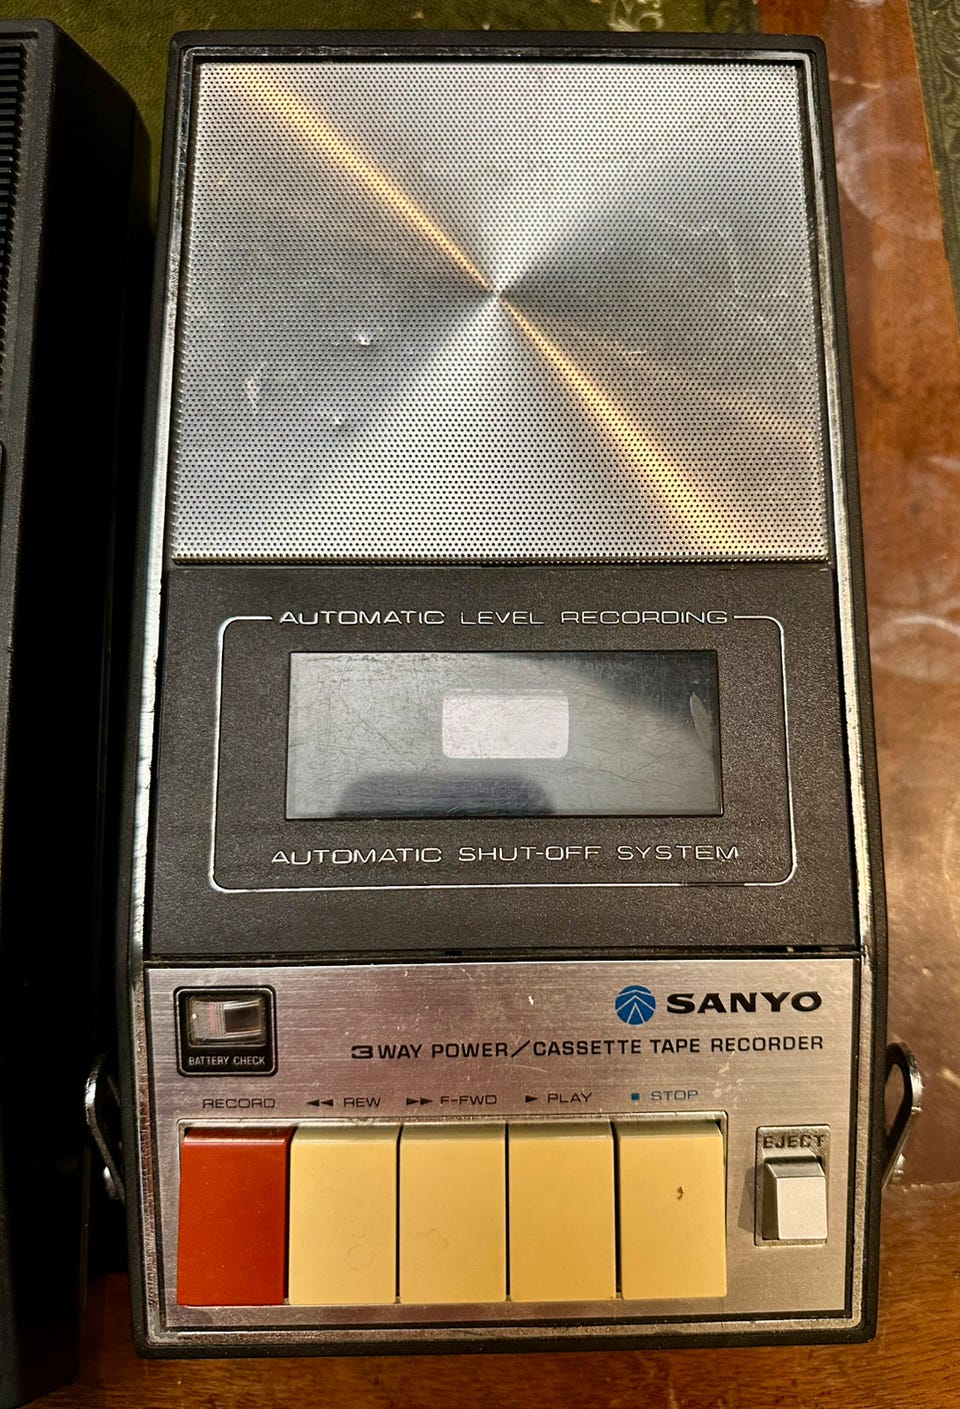 AUTOMATIC LEVEL RECORDING
AUTOMATIC SHUT-OFF SYSTEM
SANYO
BATTERY CHECK
3 WAY POWER/CASSETTE TAPE RECORDER
RECORD ◄◄ REW ►► F-FWD ► PLAY ■ STOP
EJECT